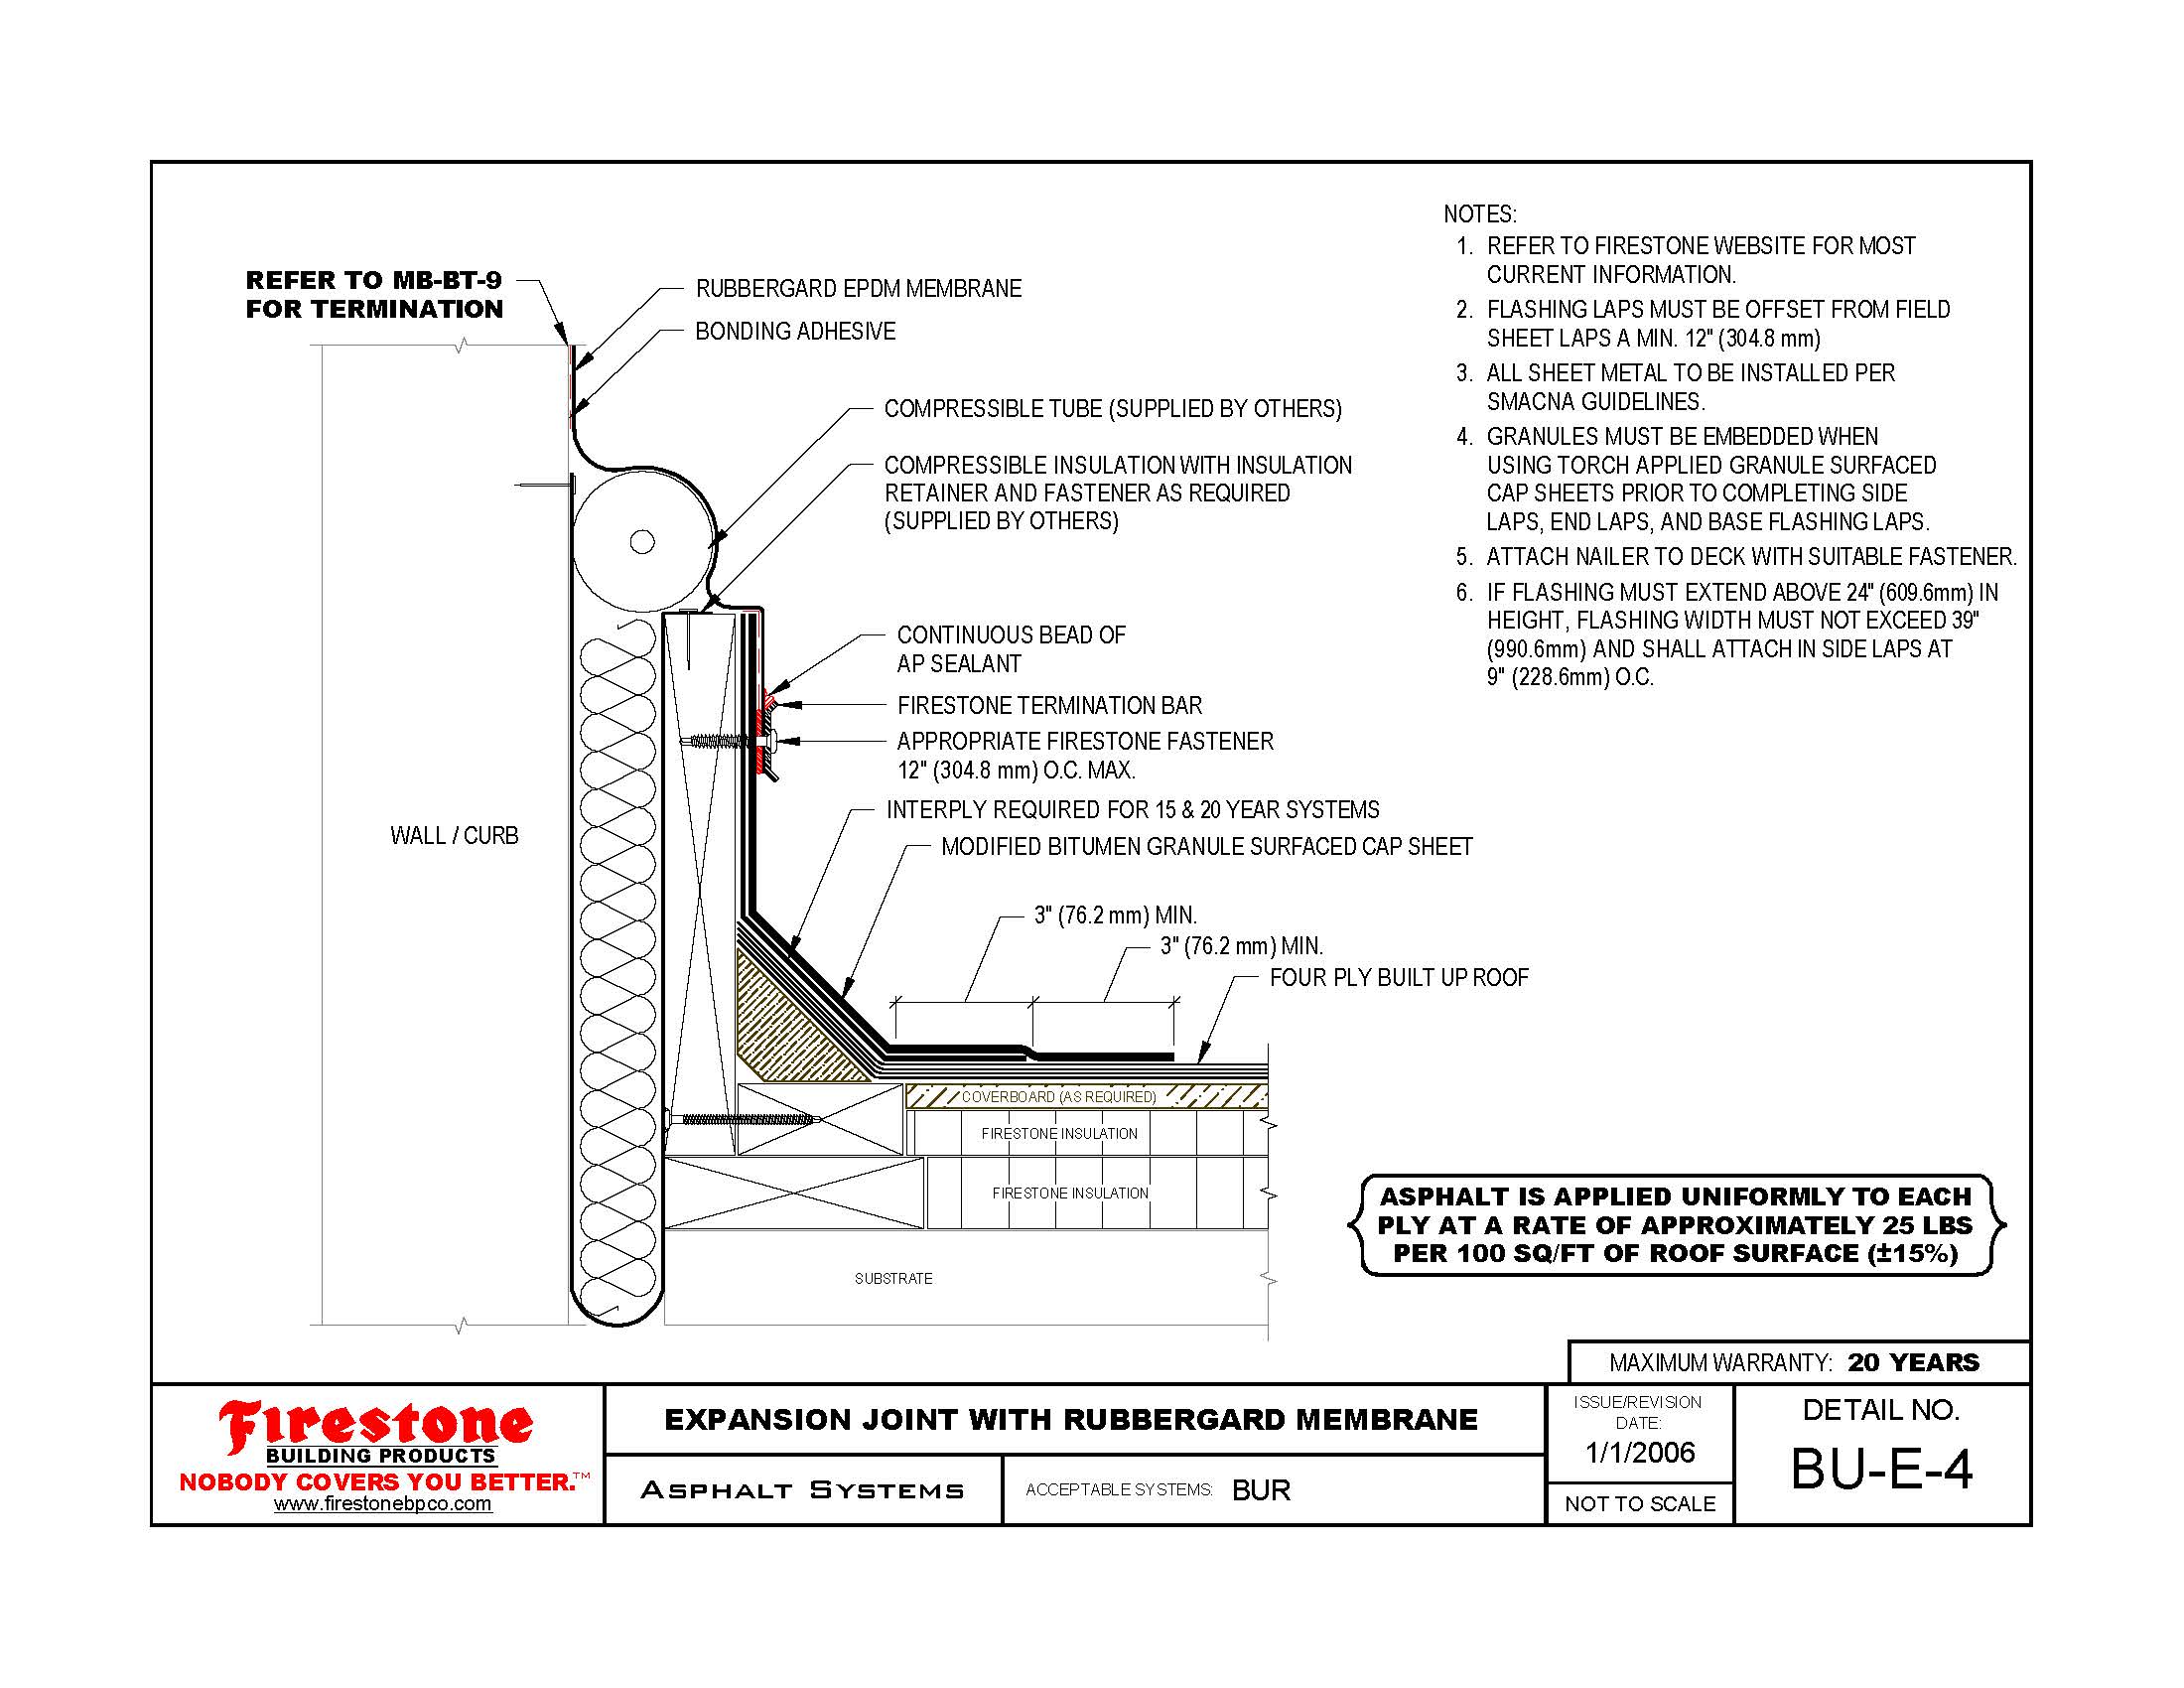 NOTES:
1. REFER TO FIRESTONE WEBSITE FOR MOST
CURRENT INFORMATION.
2. FLASHING LAPS MUST BE OFFSET FROM FIELD
SHEET LAPS A MIN. 12" (304.8 mm)
3. ALL SHEET METAL TO BE INSTALLED PER
SMACNA GUIDELINES.
4. GRANULES MUST BE EMBEDDED WHEN
USING TORCH APPLIED GRANULE SURFACED
CAP SHEETS PRIOR TO COMPLETING SIDE
LAPS, END LAPS, AND BASE FLASHING LAPS.
5. ATTACH NAILER TO DECK WITH SUITABLE FASTENER.
6. IF FLASHING MUST EXTEND ABOVE 24" (609.6mm) IN
HEIGHT, FLASHING WIDTH MUST NOT EXCEED 39"
(990.6mm) AND SHALL ATTACH IN SIDE LAPS AT
9" (228.6mm) O.C.
REFER TO MB-BT-9
FOR TERMINATION
RUBBERGARD EPDM MEMBRANE
BONDING ADHESIVE
COMPRESSIBLE TUBE (SUPPLIED BY OTHERS)
COMPRESSIBLE INSULATION WITH INSULATION
RETAINER AND FASTENER AS REQUIRED
(SUPPLIED BY OTHERS)
CONTINUOUS BEAD OF
AP SEALANT
FIRESTONE TERMINATION BAR
APPROPRIATE FIRESTONE FASTENER
12" (304.8 mm) O.C. MAX.
INTERPLY REQUIRED FOR 15 & 20 YEAR SYSTEMS
WALL / CURB
MODIFIED BITUMEN GRANULE SURFACED CAP SHEET
3" (76.2 mm) MIN.
3" (76.2 mm) MIN.
FOUR PLY BUILT UP ROOF
COVERBOARD (AS REQUIRED)
FIRESTONE INSULATION
FIRESTONE INSULATION
SUBSTRATE
ASPHALT IS APPLIED UNIFORMLY TO EACH
PLY AT A RATE OF APPROXIMATELY 25 LBS
PER 100 SQ/FT OF ROOF SURFACE (±15%)
MAXIMUM WARRANTY: 20 YEARS
Firestone
BUILDING PRODUCTS
NOBODY COVERS YOU BETTER.™
www.firestonebpco.com
EXPANSION JOINT WITH RUBBERGARD MEMBRANE
ASPHALT SYSTEMS
ACCEPTABLE SYSTEMS: BUR
ISSUE/REVISION
DATE:
1/1/2006
NOT TO SCALE
DETAIL NO.
BU-E-4